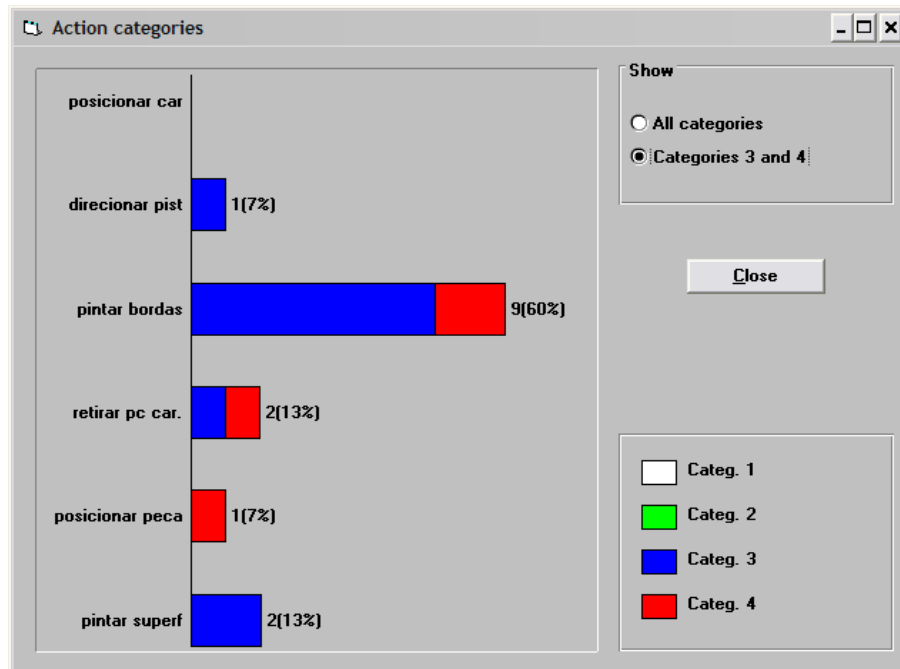 Action categories
posicionar car
direcionar pist
1(7%)
pintar bordas
9(60%)
retirar pc car.
2(13%)
posicionar peca
1(7%)
pintar superf
2(13%)
Show
All categories
Categories 3 and 4
Close
Categ. 1
Categ. 2
Categ. 3
Categ. 4